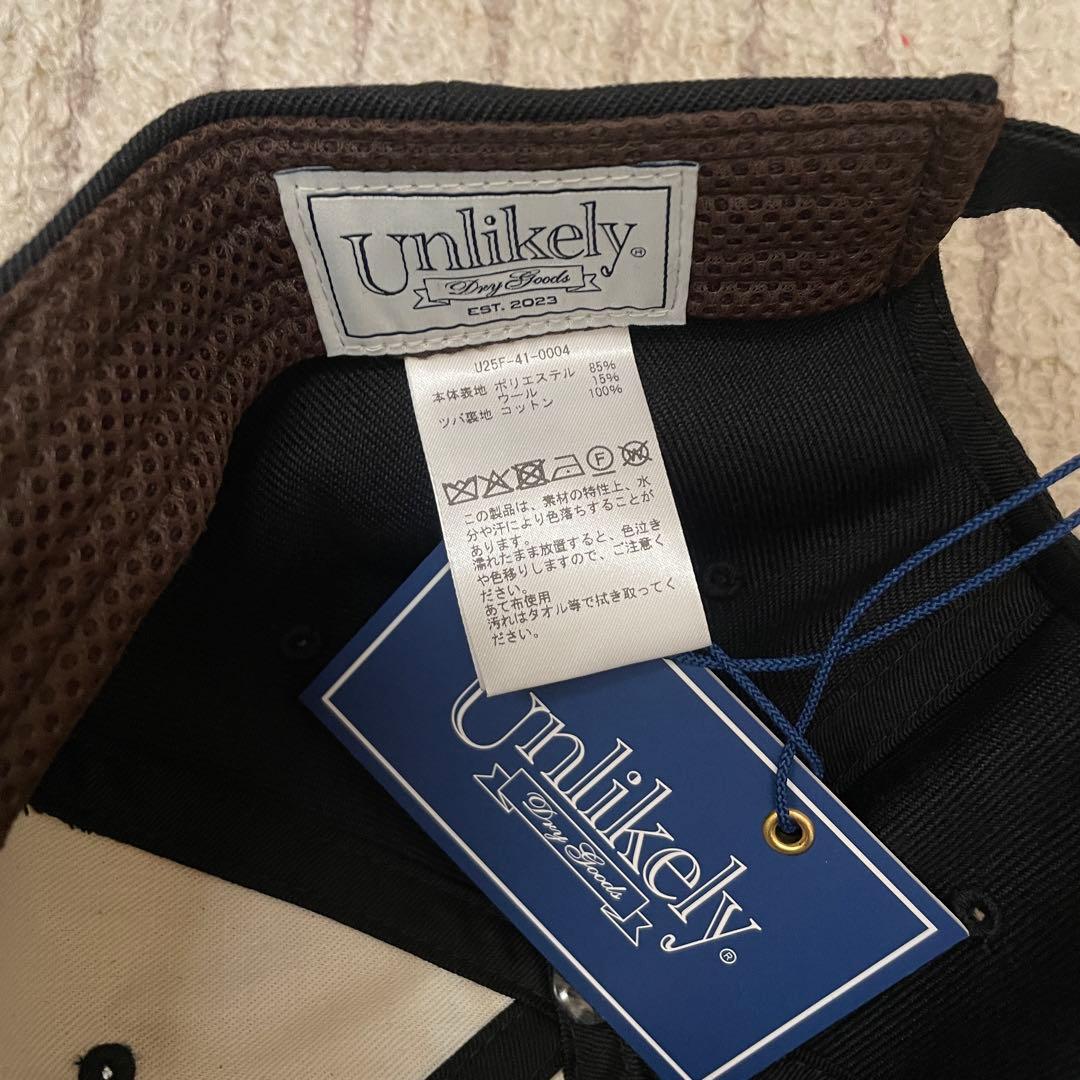 Unlikely®
Dry Goods
EST. 2023
U25F-41-0004
本体表地 ポリエステル 85%
ウール 15%
ツバ裏地 コットン 100%
F W
この製品は、素材の特性上、水
分や汗により色落ちすることが
あります。
濡れたまま放置すると、色泣き
や色移りしますので、ご注意く
ださい。
あて布使用
汚れはタオル等で拭き取ってく
ださい。
Unlikely®
Dry Goods